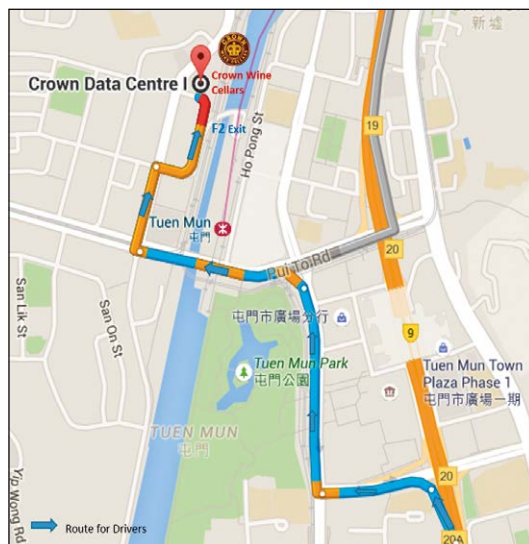 新墟
CROWN
WINE CELLARS
Crown Data Centre I
Crown Wine
Cellars
F2 Exit
Ho Pong St
19
Tuen Mun
屯門
20
Pui To Rd
San Lik St
San On St
屯門市廣場分行
9
Tuen Mun Park
屯門公園
Tuen Mun Town
Plaza Phase 1
屯門市廣場一期
TUEN MUN
屯門
Yip Wong Rd
20
Route for Drivers
20A